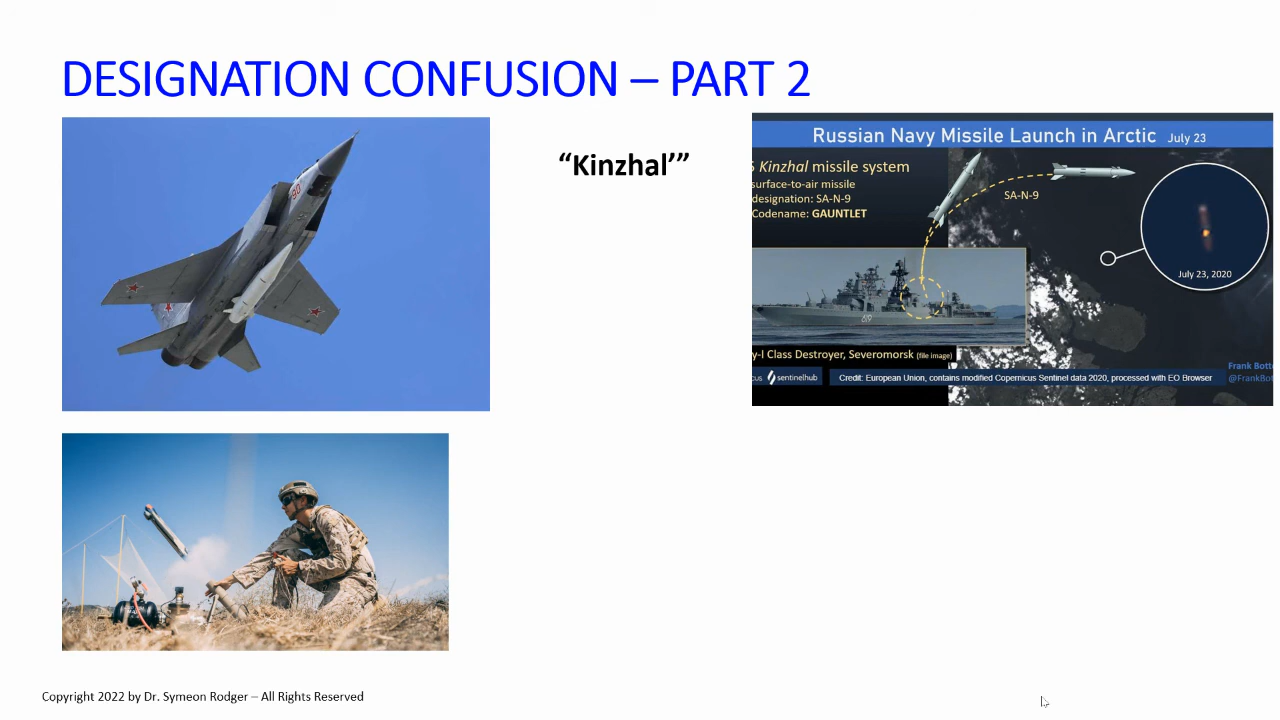 DESIGNATION CONFUSION – PART 2
“Kinzhal’”
Russian Navy Missile Launch in Arctic July 23
Kinzhal missile system
surface-to-air missile
designation: SA-N-9
Codename: GAUNTLET
SA-N-9
July 23, 2020
619
y-I Class Destroyer, Severomorsk (file image)
sentinelhub
Credit: European Union, contains modified Copernicus Sentinel data 2020, processed with EO Browser
Frank Bott
@FrankBot
90
Copyright 2022 by Dr. Symeon Rodger – All Rights Reserved